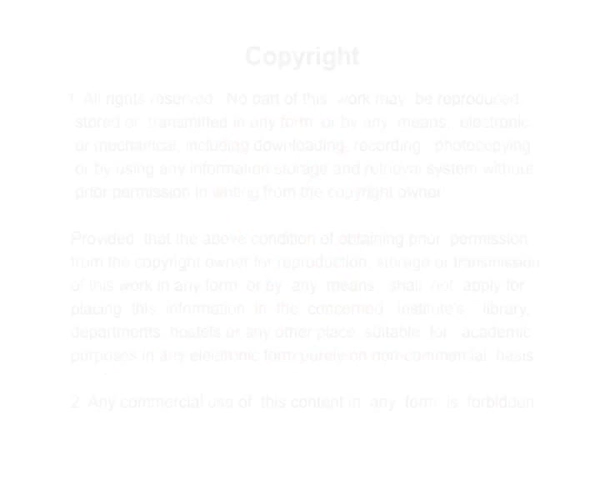 Copyright
1. All rights reserved. No part of this work may be reproduced,
stored or transmitted in any form or by any means, electronic
or mechanical, including downloading, recording, photocopying
or by using any information storage and retrieval system without
prior permission in writing from the copyright owner.
Provided that the above condition of obtaining prior permission
from the copyright owner for reproduction, storage or transmission
of this work in any form or by any means, shall not apply for
placing this information in the concerned Institute's library,
departments, hostels or any other place suitable for academic
purposes in any electronic form purely on non-commercial basis.
2. Any commercial use of this content in any form is forbidden.